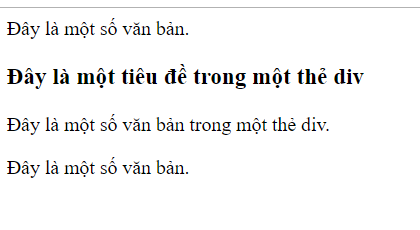 Đây là một số văn bản.
Đây là một tiêu đề trong một thẻ div
Đây là một số văn bản trong một thẻ div.
Đây là một số văn bản.